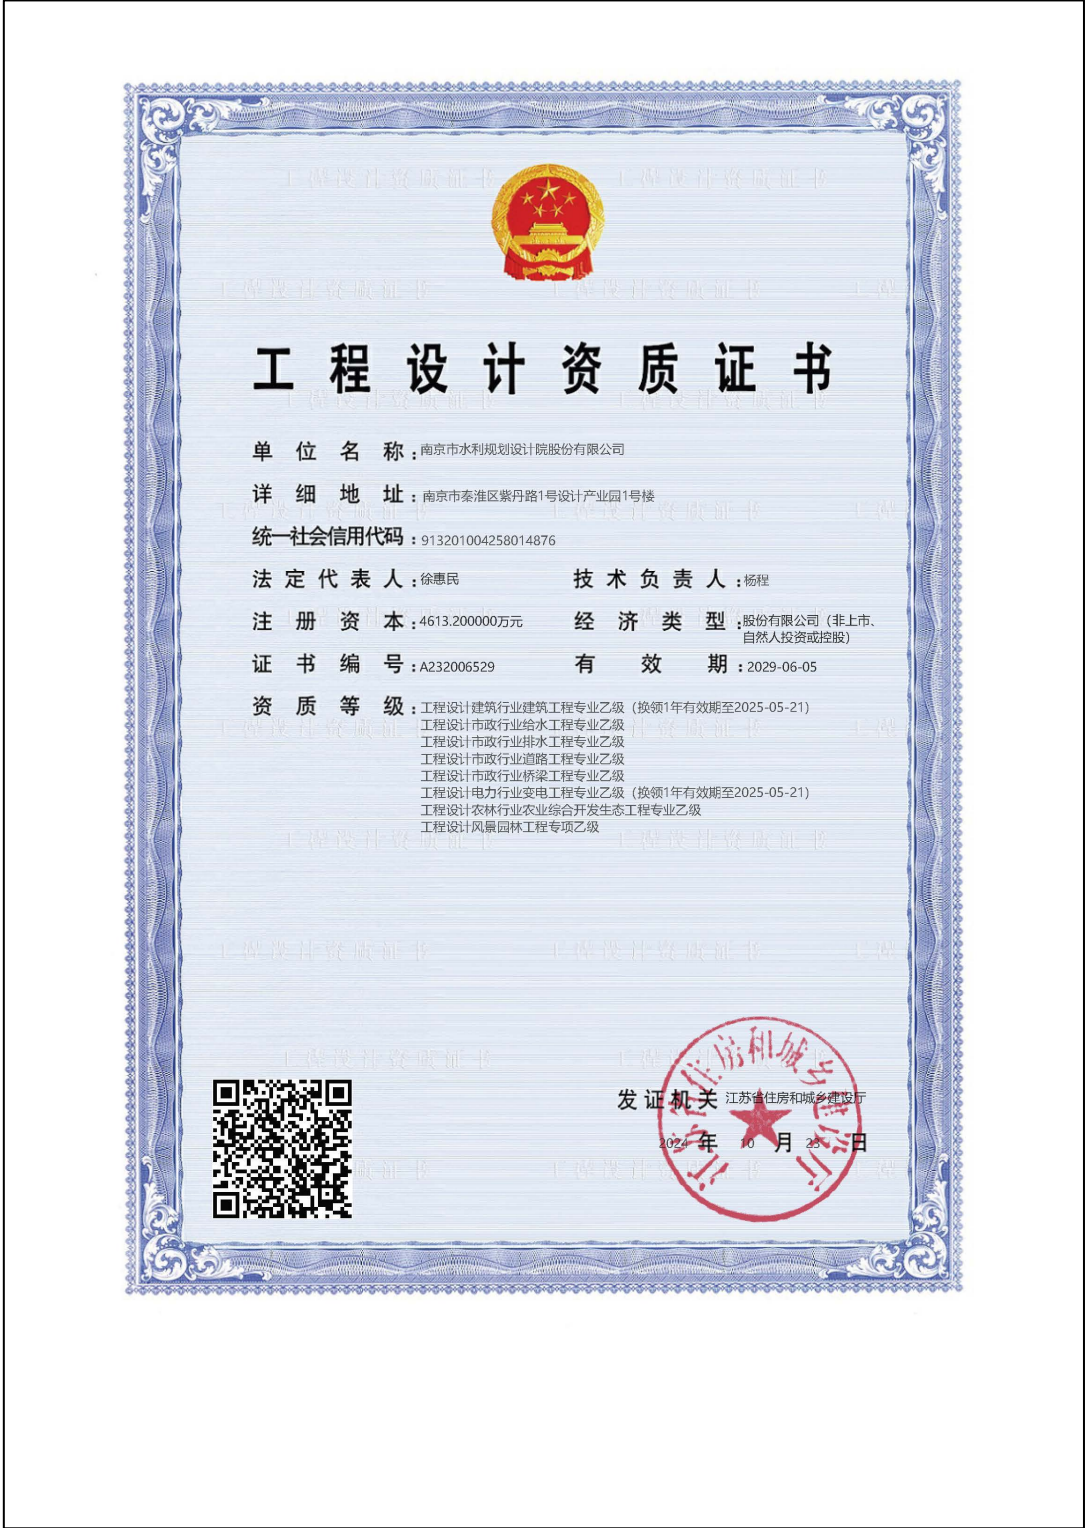 工程设计资质证书
单位名称：南京市水利规划设计院股份有限公司
详细地址：南京市秦淮区紫丹路1号设计产业园1号楼
统一社会信用代码：913201004258014876
法定代表人：徐惠民 技术负责人：杨程
注册资本：4613.200000万元 经济类型：股份有限公司（非上市、
自然人投资或控股）
证书编号：A232006529 有效期：2029-06-05
资质等级：工程设计建筑行业建筑工程专业乙级（换领1年有效期至2025-05-21）
工程设计市政行业给水工程专业乙级
工程设计市政行业排水工程专业乙级
工程设计市政行业道路工程专业乙级
工程设计市政行业桥梁工程专业乙级
工程设计电力行业变电工程专业乙级（换领1年有效期至2025-05-21）
工程设计农林行业农业综合开发生态工程专业乙级
工程设计风景园林工程专项乙级
发证机关 江苏省住房和城乡建设厅
2024 年 10 月 23 日
江苏省住房和城乡建设厅